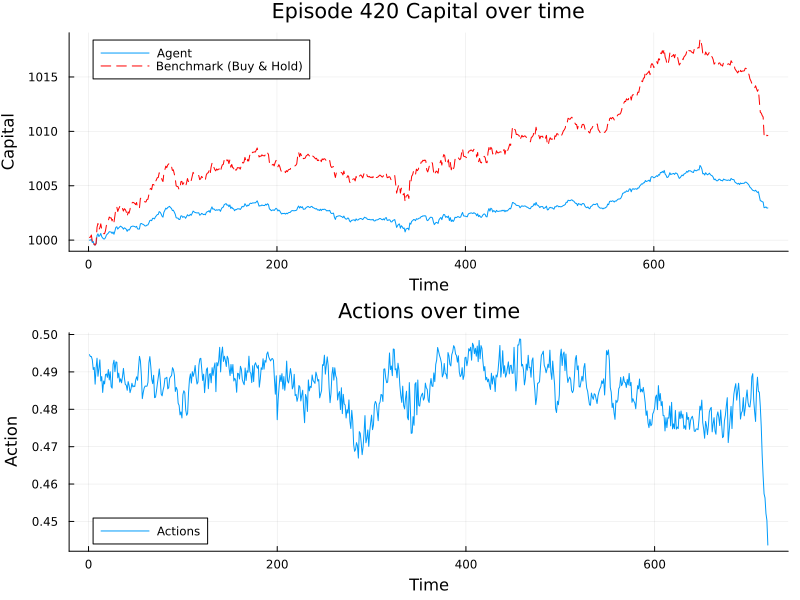 Episode 420 Capital over time
Agent
Benchmark (Buy & Hold)
1015
1010
1005
1000
Capital
0 200 400 600
Time
Actions over time
0.50
0.49
0.48
0.47
0.46
0.45
Action
Actions
0 200 400 600
Time